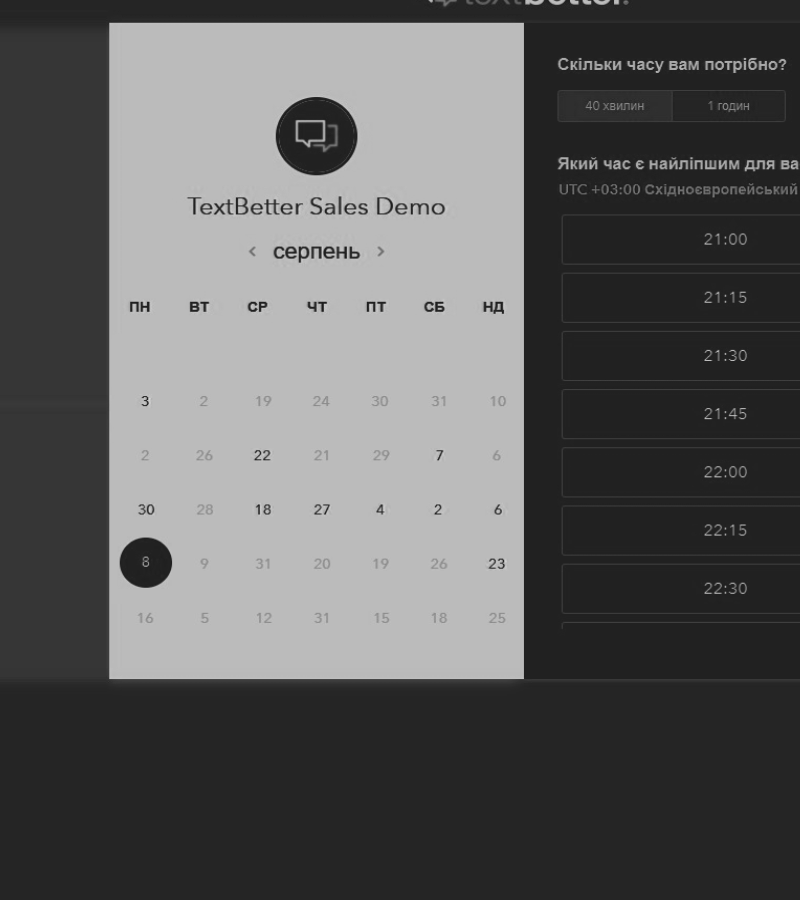 textbetter.
TextBetter Sales Demo
< серпень >
ПН ВТ СР ЧТ ПТ СБ НД
3 2 19 24 30 31 10
2 26 22 21 29 7 6
30 28 18 27 4 2 6
8 9 31 20 19 26 23
16 5 12 31 15 18 25
Скільки часу вам потрібно?
40 хвилин 1 годин
Який час є найліпшим для ва
UTC +03:00 Східноєвропейський
21:00
21:15
21:30
21:45
22:00
22:15
22:30